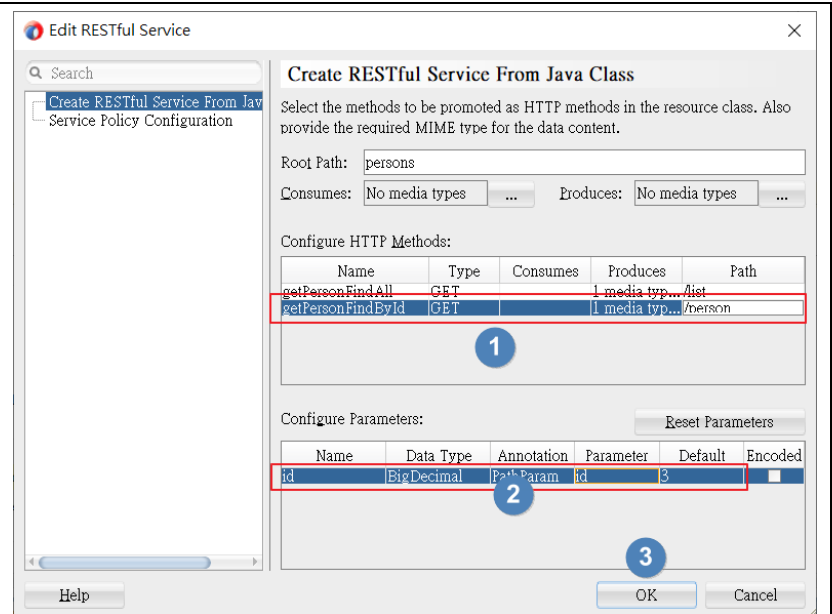 Edit RESTful Service
Search
Create RESTful Service From Jav
Service Policy Configuration
Create RESTful Service From Java Class
Select the methods to be promoted as HTTP methods in the resource class. Also
provide the required MIME type for the data content.
Root Path: persons
Consumes: No media types ... Produces: No media types ...
Configure HTTP Methods:
Name Type Consumes Produces Path
getPersonFindAll GET 1 media typ... /list
getPersonFindById GET 1 media typ... /person
1
Configure Parameters: Reset Parameters
Name Data Type Annotation Parameter Default Encoded
id BigDecimal PathParam id 3
2
3
Help OK Cancel